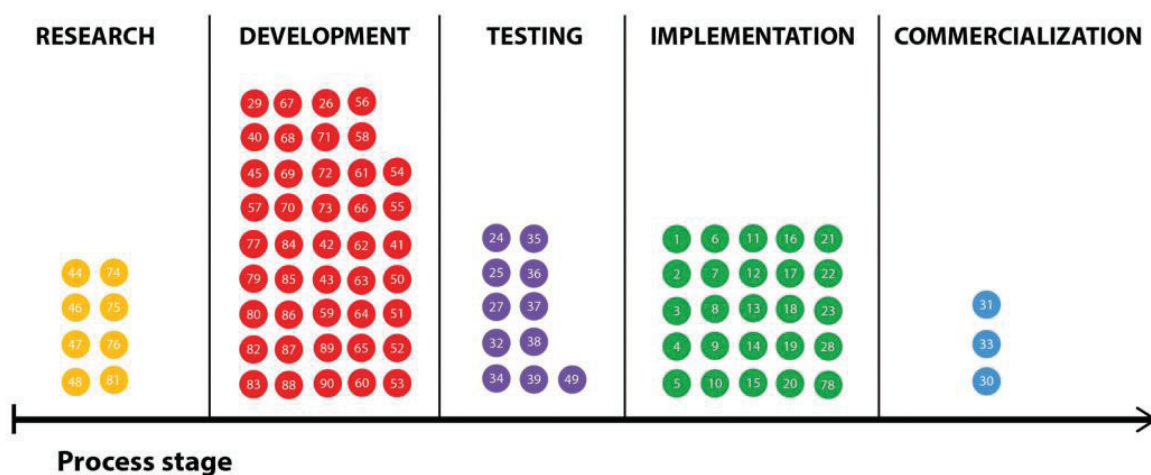 RESEARCH DEVELOPMENT TESTING IMPLEMENTATION COMMERCIALIZATION
29 67 26 56
40 68 71 58
45 69 72 61 54
57 70 73 66 55
77 84 42 62 41 24 35 1 6 11 16 21
44 74 79 85 43 63 50 25 36 2 7 12 17 22
46 75 80 86 59 64 51 27 37 3 8 13 18 23 31
47 76 82 87 89 65 52 32 38 4 9 14 19 28 33
48 81 83 88 90 60 53 34 39 49 5 10 15 20 78 30
Process stage